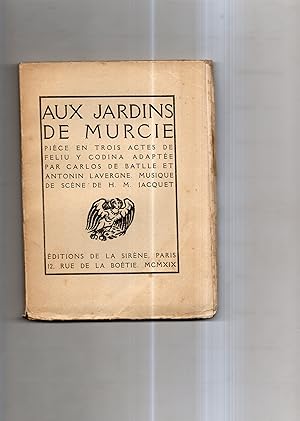 AUX JARDINS
DE MURCIE
PIÈCE EN TROIS ACTES DE
FELIU Y CODINA ADAPTÉE
PAR CARLOS DE BATLLE ET
ANTONIN LAVERGNE. MUSIQUE
DE SCÈNE DE H. M. JACQUET
ÉDITIONS DE LA SIRÈNE, PARIS
12, RUE DE LA BOÉTIE. MCMXIX